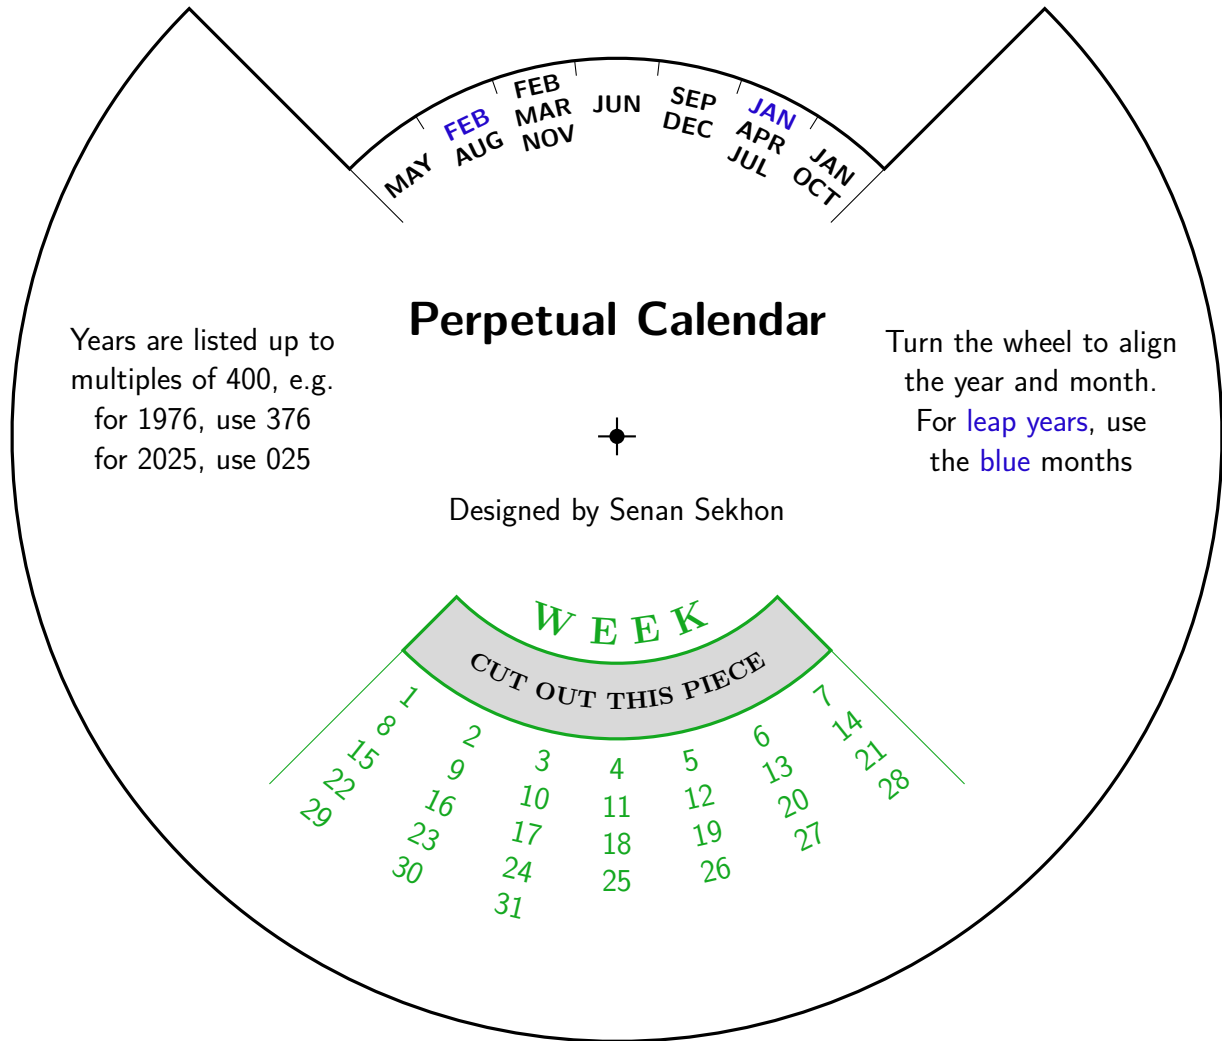 MAY
FEB
AUG
FEB
MAR
NOV
JUN
SEP
DEC
JAN
APR
JUL
JAN
OCT
Perpetual Calendar
Years are listed up to
multiples of 400, e.g.
for 1976, use 376
for 2025, use 025
Turn the wheel to align
the year and month.
For leap years, use
the blue months
Designed by Senan Sekhon
WEEK
CUT OUT THIS PIECE
1 2 3 4 5 6 7
8 9 10 11 12 13 14
15 16 17 18 19 20 21
22 23 24 25 26 27 28
29 30 31